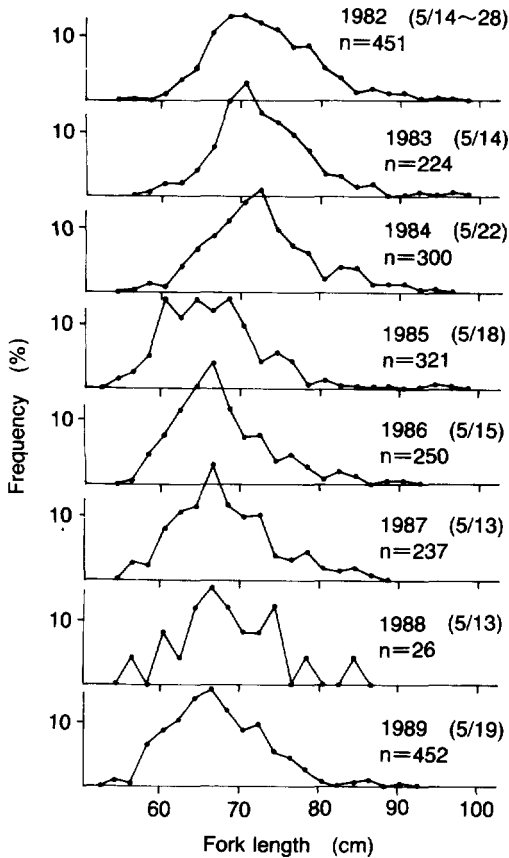 10
1982 (5/14～28)
n=451
10
1983 (5/14)
n=224
10
1984 (5/22)
n=300
10
1985 (5/18)
n=321
10
1986 (5/15)
n=250
10
1987 (5/13)
n=237
10
1988 (5/13)
n=26
10
1989 (5/19)
n=452
Frequency (%)
60 70 80 90 100
Fork length (cm)